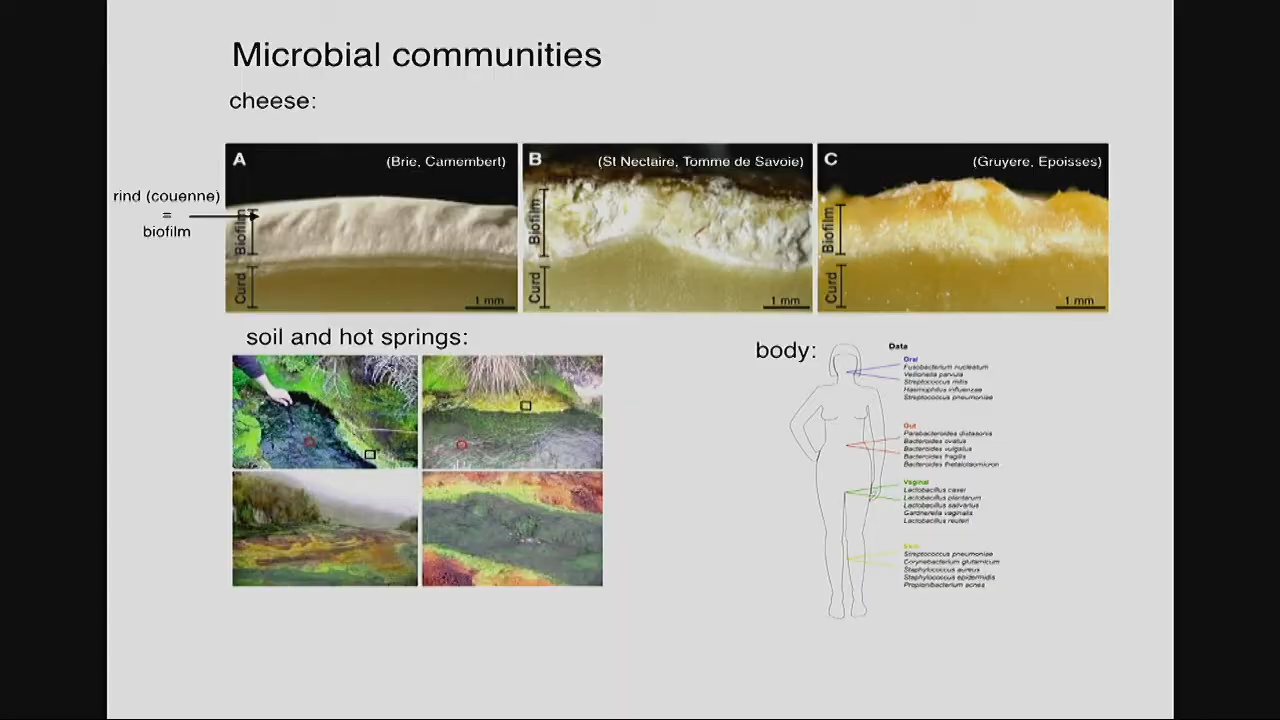 Microbial communities
cheese:
A
(Brie, Camembert)
B
(St Nectaire, Tomme de Savoie)
C
(Gruyere, Epoisses)
rind (couenne)
=
biofilm
Biofilm
Curd
1 mm
Biofilm
Curd
1 mm
Biofilm
Curd
1 mm
soil and hot springs:
body:
Data
Oral
Fusobacterium nucleatum
Veillonella parvula
Streptococcus mitis
Haemophilus influenzae
Streptococcus pneumoniae
Gut
Parabacteroides distasonis
Bacteroides ovatus
Bacteroides vulgatus
Bacteroides fragilis
Bacteroides thetaiotaomicron
Vaginal
Lactobacillus casei
Lactobacillus plantarum
Lactobacillus salivarius
Gardnerella vaginalis
Lactobacillus reuteri
Skin
Streptococcus pneumoniae
Corynebacterium glutamicum
Staphylococcus aureus
Staphylococcus epidermidis
Propionibacterium acnes